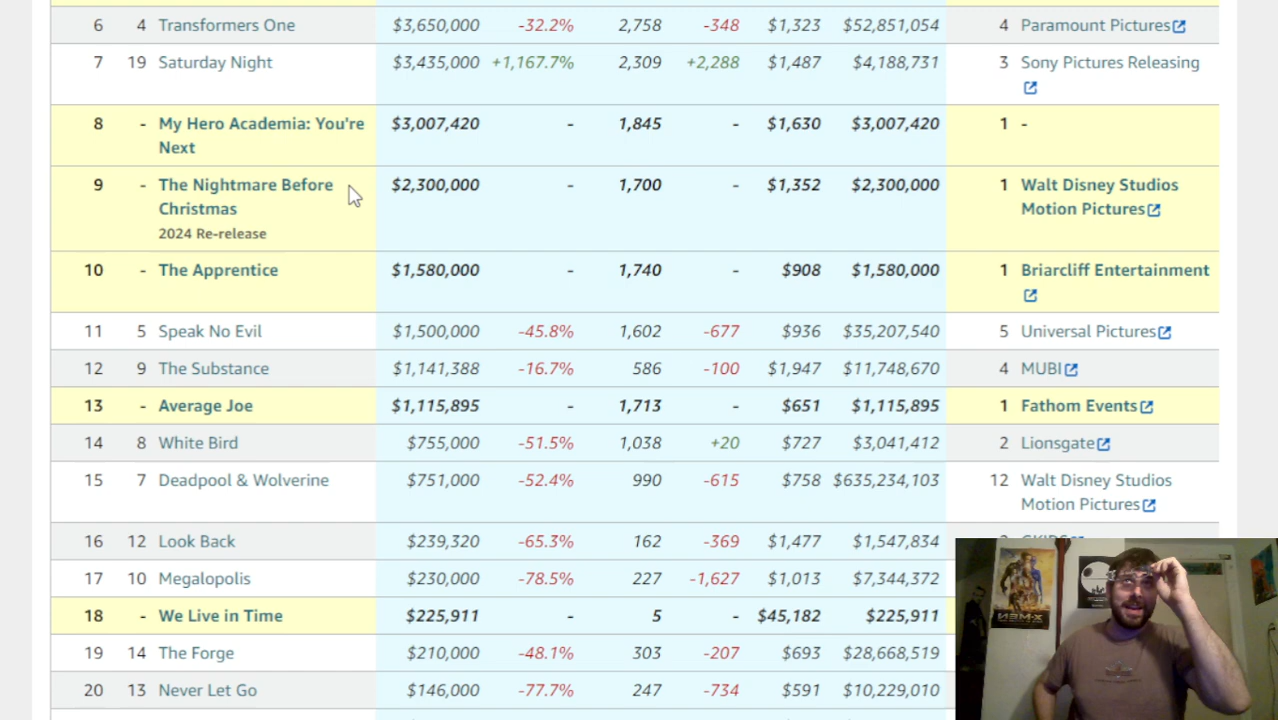 6 4 Transformers One $3,650,000 -32.2% 2,758 -348 $1,323 $52,851,054 4 Paramount Pictures
7 19 Saturday Night $3,435,000 +1,167.7% 2,309 +2,288 $1,487 $4,188,731 3 Sony Pictures Releasing
8 - My Hero Academia: You're $3,007,420 - 1,845 - $1,630 $3,007,420 1 -
Next
9 - The Nightmare Before $2,300,000 - 1,700 - $1,352 $2,300,000 1 Walt Disney Studios
Christmas Motion Pictures
2024 Re-release
10 - The Apprentice $1,580,000 - 1,740 - $908 $1,580,000 1 Briarcliff Entertainment
11 5 Speak No Evil $1,500,000 -45.8% 1,602 -677 $936 $35,207,540 5 Universal Pictures
12 9 The Substance $1,141,388 -16.7% 586 -100 $1,947 $11,748,670 4 MUBI
13 - Average Joe $1,115,895 - 1,713 - $651 $1,115,895 1 Fathom Events
14 8 White Bird $755,000 -51.5% 1,038 +20 $727 $3,041,412 2 Lionsgate
15 7 Deadpool & Wolverine $751,000 -52.4% 990 -615 $758 $635,234,103 12 Walt Disney Studios
Motion Pictures
16 12 Look Back $239,320 -65.3% 162 -369 $1,477 $1,547,834
17 10 Megalopolis $230,000 -78.5% 227 -1,627 $1,013 $7,344,372
18 - We Live in Time $225,911 - 5 - $45,182 $225,911
19 14 The Forge $210,000 -48.1% 303 -207 $693 $28,668,519
20 13 Never Let Go $146,000 -77.7% 247 -734 $591 $10,229,010
X-MEN